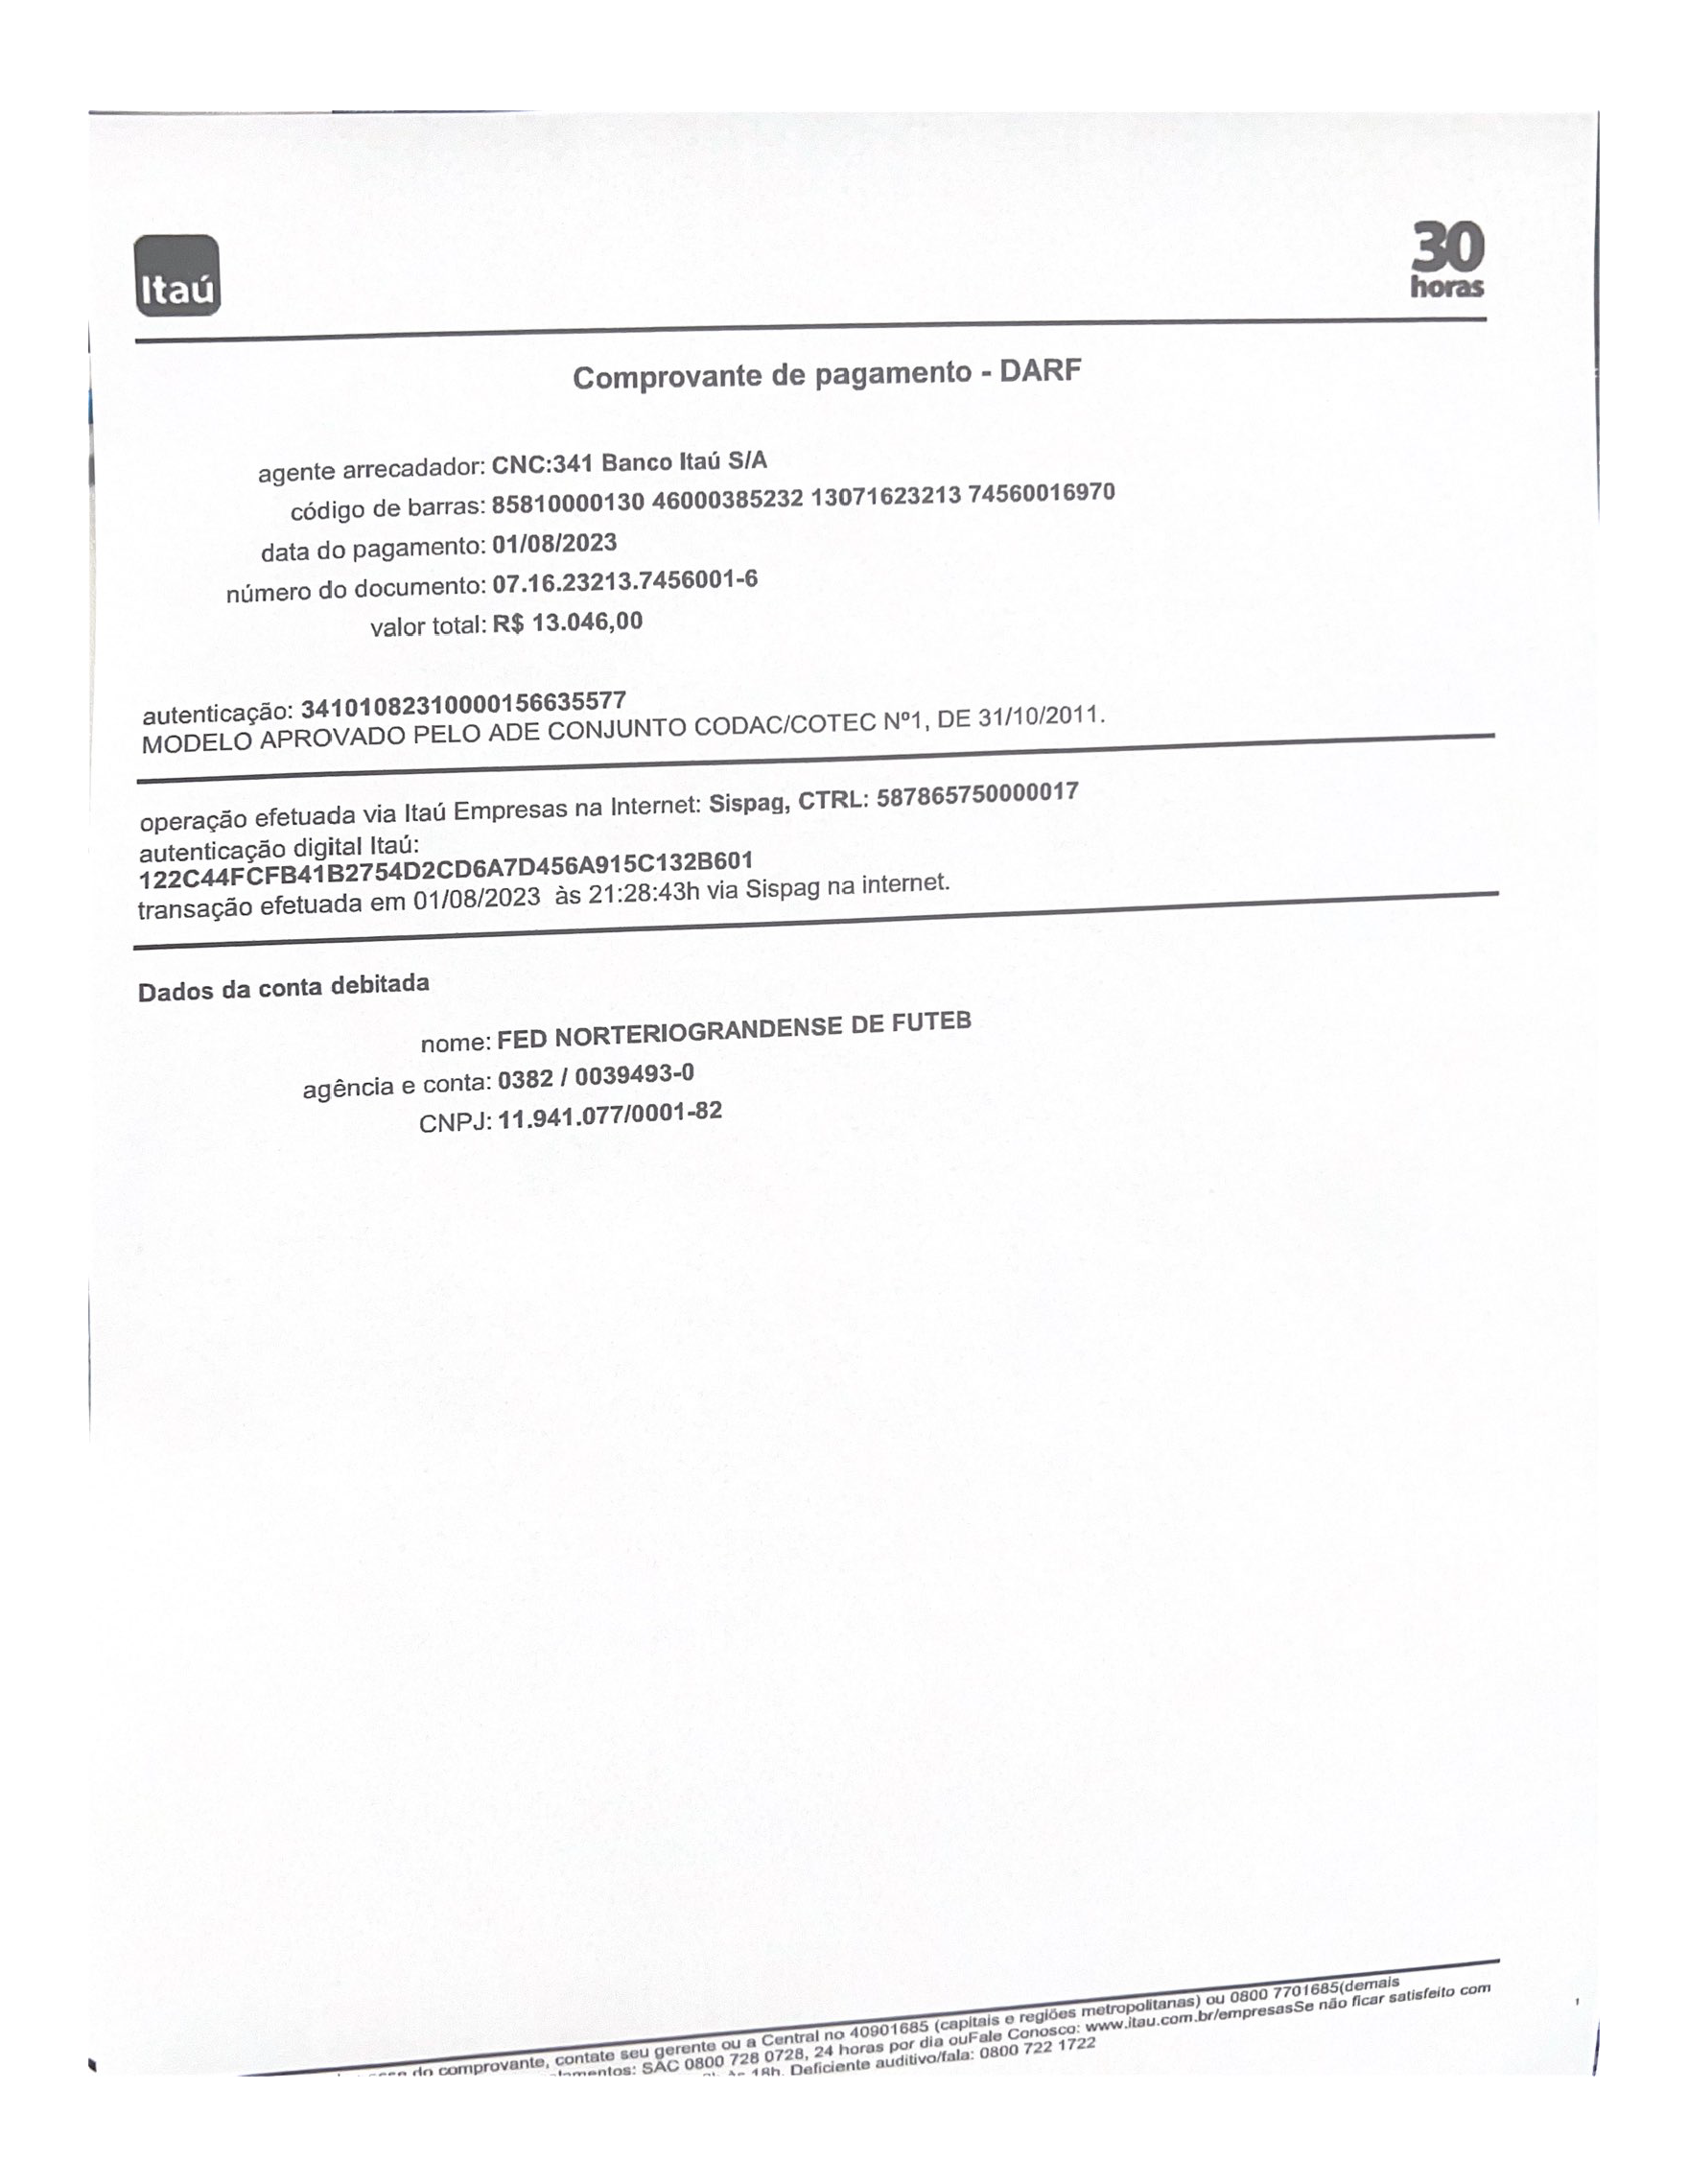 Itaú
30
horas
Comprovante de pagamento - DARF
agente arrecadador: CNC:341 Banco Itaú S/A
código de barras: 85810000130 46000385232 13071623213 74560016970
data do pagamento: 01/08/2023
número do documento: 07.16.23213.7456001-6
valor total: R$ 13.046,00
autenticação: 34101082310000156635577
MODELO APROVADO PELO ADE CONJUNTO CODAC/COTEC Nº1, DE 31/10/2011.
operação efetuada via Itaú Empresas na Internet: Sispag, CTRL: 587865750000017
autenticação digital Itaú:
122C44FCFB41B2754D2CD6A7D456A915C132B601
transação efetuada em 01/08/2023 às 21:28:43h via Sispag na internet.
Dados da conta debitada
nome: FED NORTERIOGRANDENSE DE FUTEB
agência e conta: 0382 / 0039493-0
CNPJ: 11.941.077/0001-82
do comprovante, contate seu gerente ou a Central no 40901685 (capitais e regiões metropolitanas) ou 0800 7701685(demais
SAC 0800 728 0728, 24 horas por dia ouFale Conosco: www.itau.com.br/empresasSe não ficar satisfeito com
18h. Deficiente auditivo/fala: 0800 722 1722